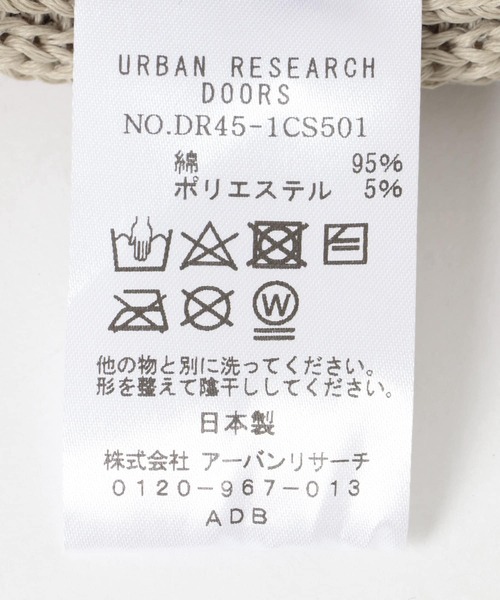 URBAN RESEARCH
DOORS
NO.DR45-1CS501
綿 95%
ポリエステル 5%
W
他の物と別に洗ってください。
形を整えて陰干ししてください。
日本製
株式会社 アーバンリサーチ
0120-967-013
ADB